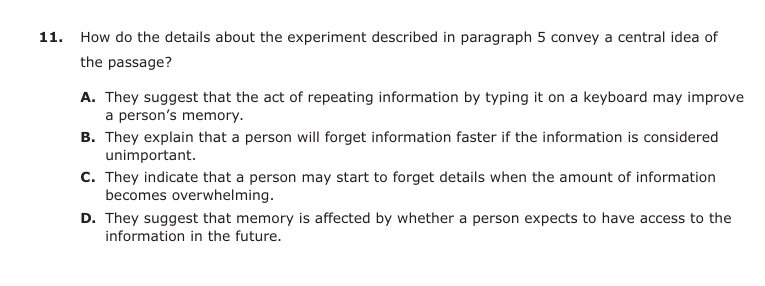 11. How do the details about the experiment described in paragraph 5 convey a central idea of
the passage?
A. They suggest that the act of repeating information by typing it on a keyboard may improve
a person’s memory.
B. They explain that a person will forget information faster if the information is considered
unimportant.
C. They indicate that a person may start to forget details when the amount of information
becomes overwhelming.
D. They suggest that memory is affected by whether a person expects to have access to the
information in the future.